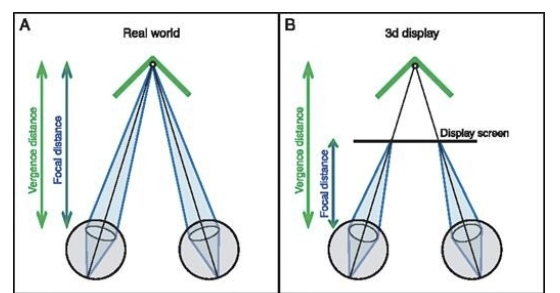 A
Real world
Vergence distance
Focal distance
B
3d display
Vergence distance
Focal distance
Display screen